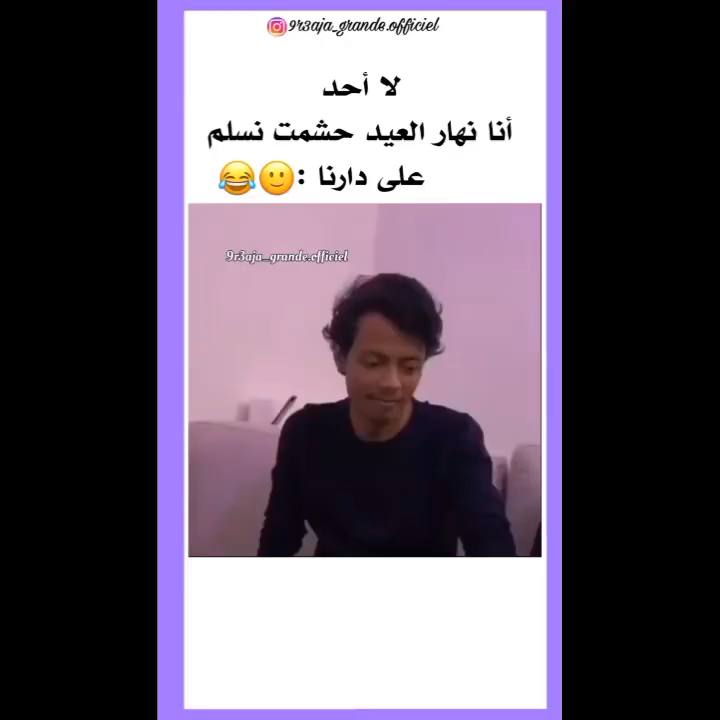 9r3aja_grande.officiel
لا أحد
أنا نهار العيد حشمت نسلم
على دارنا :🙂😂
9r3aja_grande.officiel